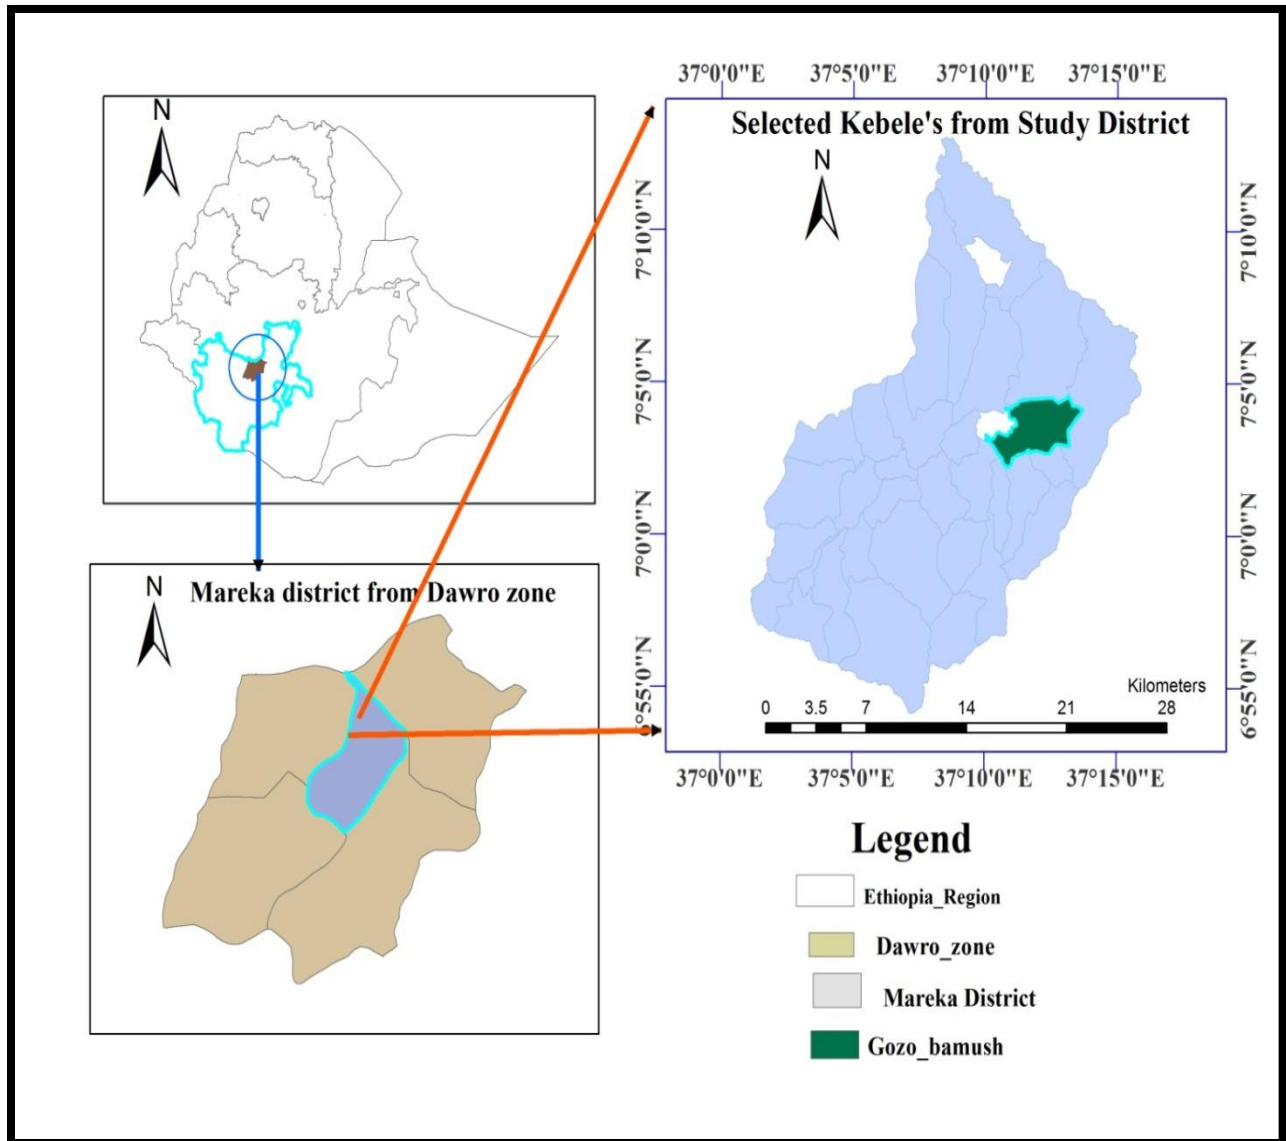 N
Mareka district from Dawro zone
N
37°0'0"E 37°5'0"E 37°10'0"E 37°15'0"E
Selected Kebele's from Study District
N
7°10'0"N
7°5'0"N
7°0'0"N
6°55'0"N
7°10'0"N
7°5'0"N
7°0'0"N
6°55'0"N
Kilometers
0 3.5 7 14 21 28
37°0'0"E 37°5'0"E 37°10'0"E 37°15'0"E
Legend
Ethiopia_Region
Dawro_zone
Mareka District
Gozo_bamush